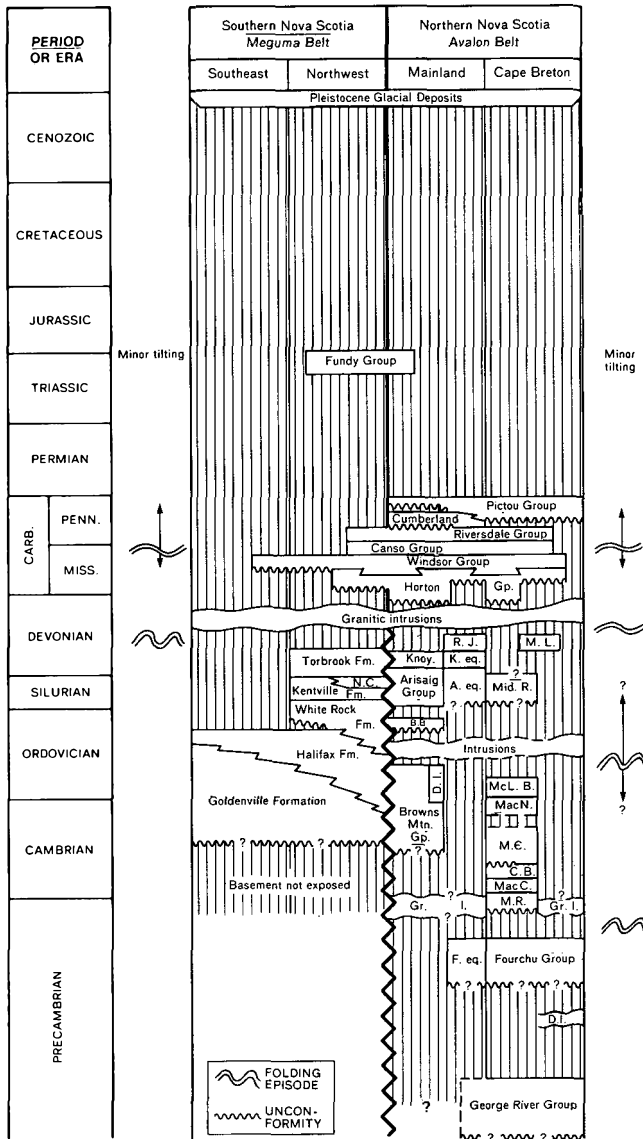 PERIOD
OR ERA
Southern Nova Scotia
Meguma Belt
Northern Nova Scotia
Avalon Belt
Southeast
Northwest
Mainland
Cape Breton
Pleistocene Glacial Deposits
CENOZOIC
CRETACEOUS
JURASSIC
Minor tilting
Fundy Group
Minor
tilting
TRIASSIC
PERMIAN
CARB.
PENN.
Pictou Group
Cumberland
Riversdale Group
Canso Group
MISS.
Windsor Group
Horton
Gp.
Granitic intrusions
DEVONIAN
R. J.
M. L.
Torbrook Fm.
Knoy.
K. eq.
?
SILURIAN
N.C.
Kentville
Fm.
Arisaig
Group
A. eq.
Mid. R.
?
? ? ?
White Rock
Fm.
B.B.
ORDOVICIAN
Halifax Fm.
Intrusions
D.I.
McL. B.
Goldenville Formation
MacN.
?
Browns
Mtn.
Gp.
CAMBRIAN
? ?
?
M.Є.
C.B.
Basement not exposed
MacC.
? ?
?
Gr. I.
M.R.
Gr. I.
? ?
F. eq.
Fourchu Group
? ? ?
PRECAMBRIAN
D.I.
FOLDING
EPISODE
UNCON-
FORMITY
George River Group
?
? ? ?